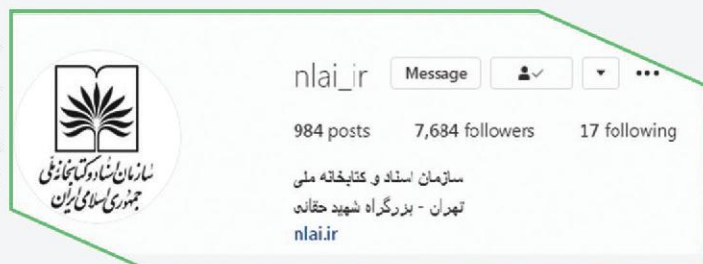 nlai_ir Message
984 posts 7,684 followers 17 following
سازمان اسناد و کتابخانه ملی
تهران - بزرگراه شهید حقانی
nlai.ir
سازمان اسناد و کتابخانه ملی
جمهوری اسلامی ایران